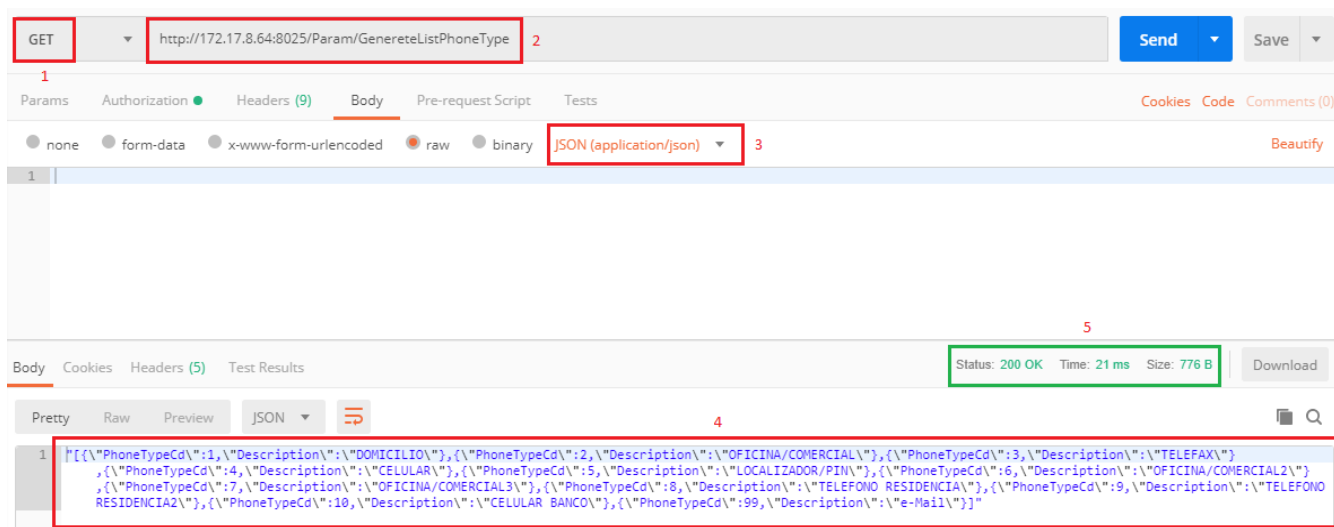 GET http://172.17.8.64:8025/Param/GenereteListPhoneType 2 Send Save
1
Params Authorization Headers (9) Body Pre-request Script Tests Cookies Code Comments (0)
none form-data x-www-form-urlencoded raw binary JSON (application/json) 3 Beautify
1
5
Body Cookies Headers (5) Test Results Status: 200 OK Time: 21 ms Size: 776 B Download
Pretty Raw Preview JSON 4
1 "[{\"PhoneTypeCd\":1,\"Description\":\"DOMICILIO\"},{\"PhoneTypeCd\":2,\"Description\":\"OFICINA/COMERCIAL\"},{\"PhoneTypeCd\":3,\"Description\":\"TELEFAX\"}
,{\"PhoneTypeCd\":4,\"Description\":\"CELULAR\"},{\"PhoneTypeCd\":5,\"Description\":\"LOCALIZADOR/PIN\"},{\"PhoneTypeCd\":6,\"Description\":\"OFICINA/COMERCIAL2\"}
,{\"PhoneTypeCd\":7,\"Description\":\"OFICINA/COMERCIAL3\"},{\"PhoneTypeCd\":8,\"Description\":\"TELEFONO RESIDENCIA\"},{\"PhoneTypeCd\":9,\"Description\":\"TELEFONO
RESIDENCIA2\"},{\"PhoneTypeCd\":10,\"Description\":\"CELULAR BANCO\"},{\"PhoneTypeCd\":99,\"Description\":\"e-Mail\"}]"